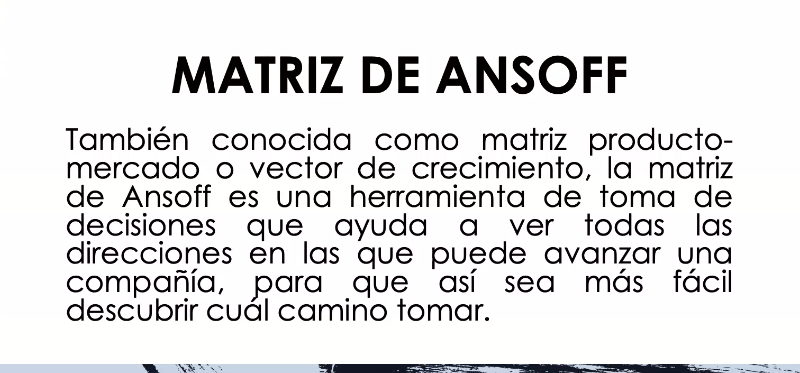 MATRIZ DE ANSOFF
También conocida como matriz producto-
mercado o vector de crecimiento, la matriz
de Ansoff es una herramienta de toma de
decisiones que ayuda a ver todas las
direcciones en las que puede avanzar una
compañía, para que así sea más fácil
descubrir cuál camino tomar.